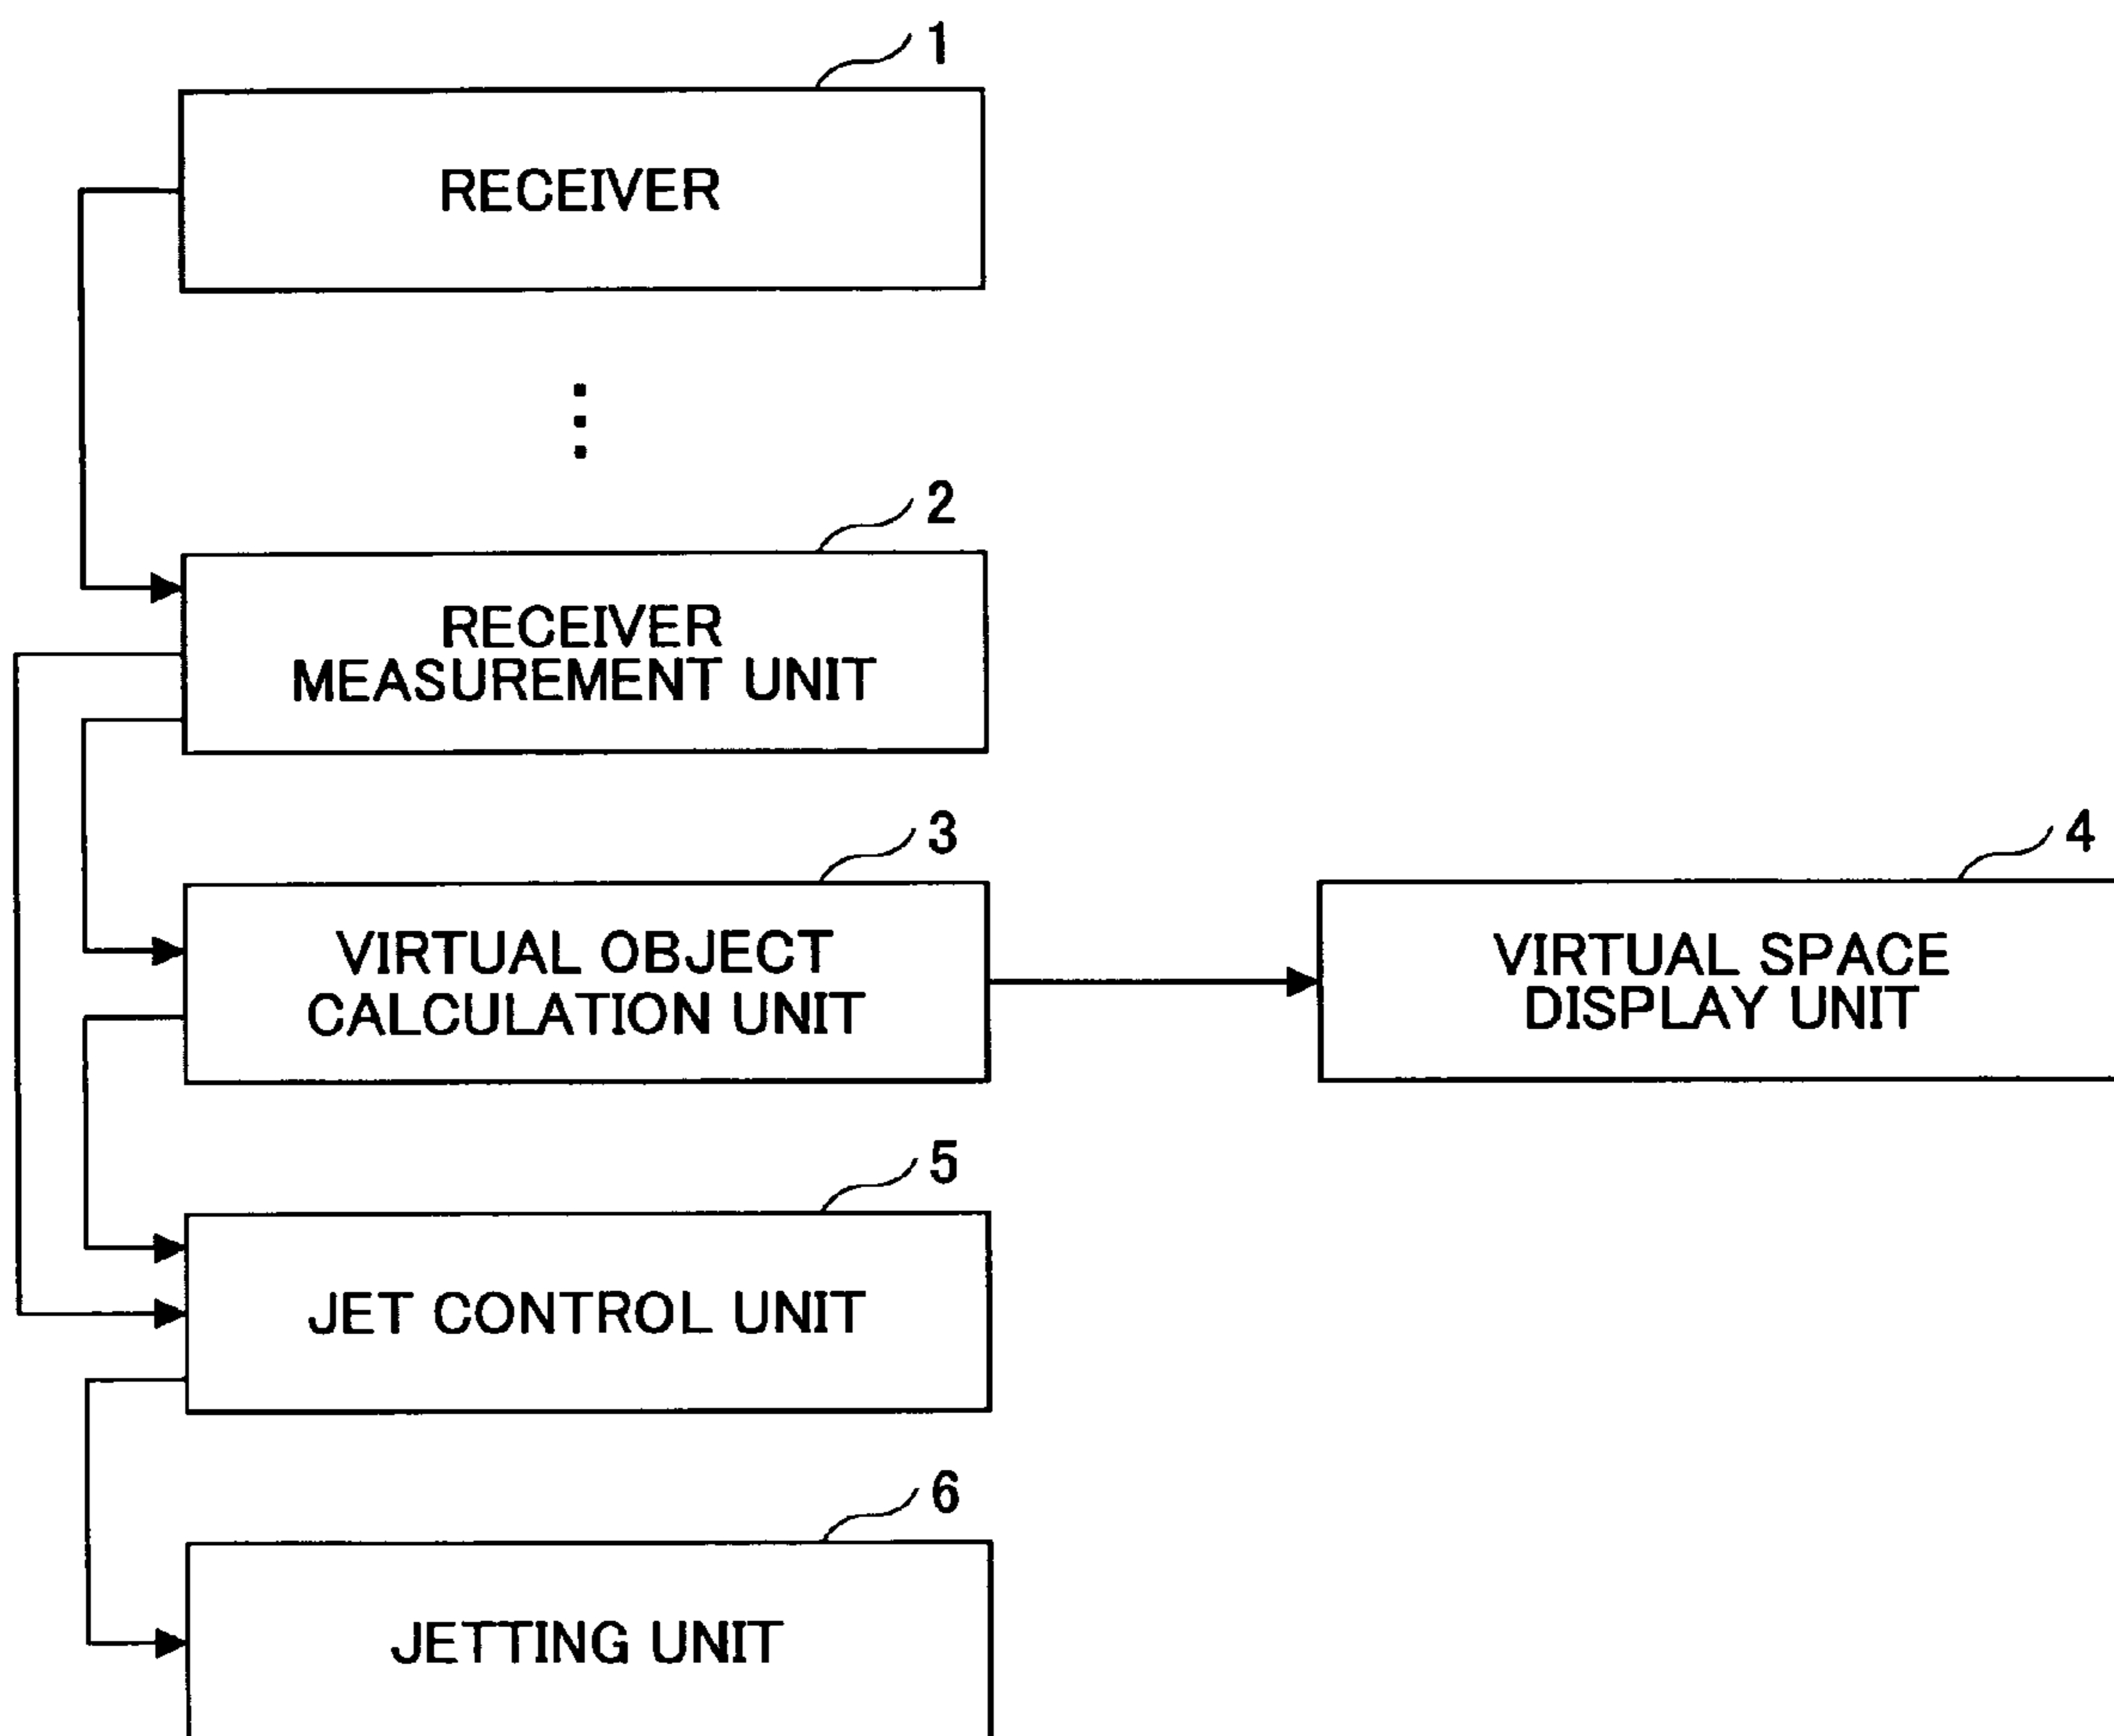 1
RECEIVER
2
RECEIVER
MEASUREMENT UNIT
3
VIRTUAL OBJECT
CALCULATION UNIT
4
VIRTUAL SPACE
DISPLAY UNIT
5
JET CONTROL UNIT
6
JETTING UNIT